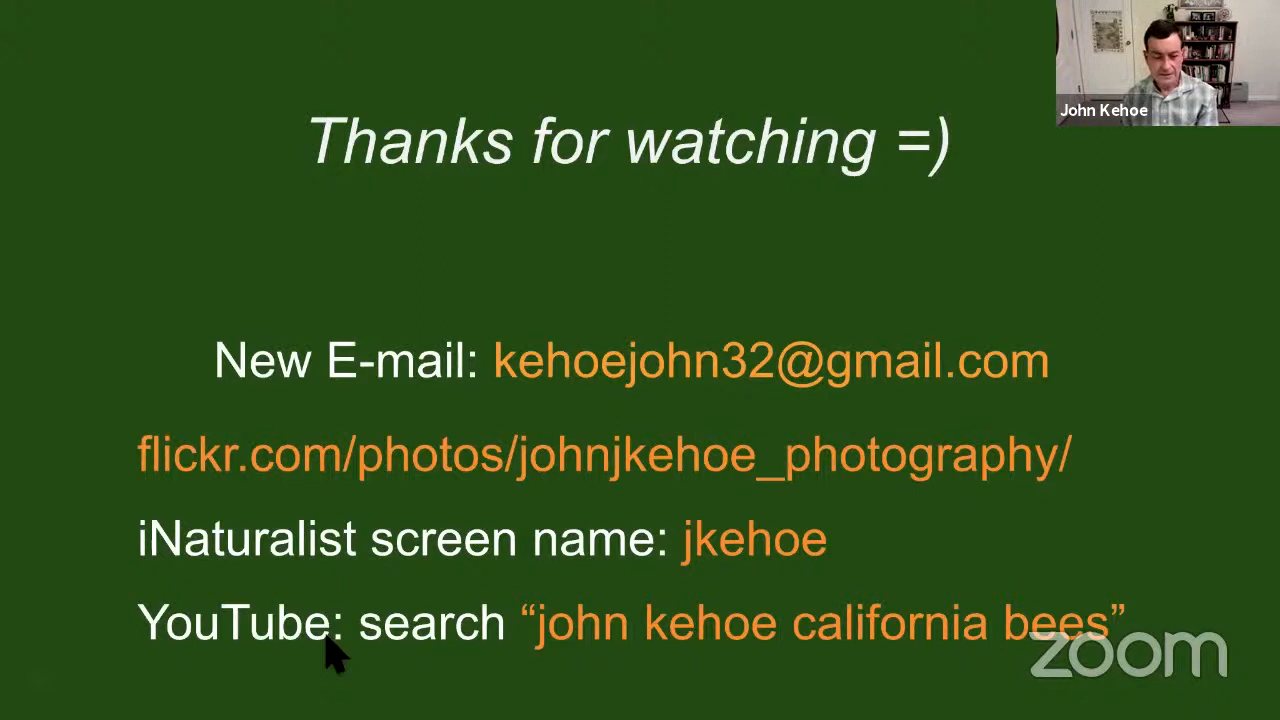 John Kehoe
Thanks for watching =)
New E-mail: kehoejohn32@gmail.com
flickr.com/photos/johnjkehoe_photography/
iNaturalist screen name: jkehoe
YouTube: search “john kehoe california bees”
zoom